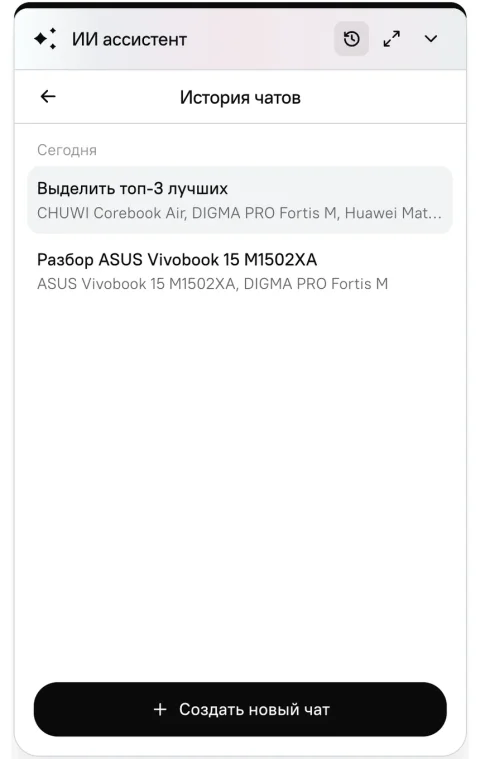 ИИ ассистент
История чатов
Сегодня
Выделить топ-3 лучших
CHUWI Corebook Air, DIGMA PRO Fortis M, Huawei Mat...
Разбор ASUS Vivobook 15 M1502XA
ASUS Vivobook 15 M1502XA, DIGMA PRO Fortis M
+ Создать новый чат